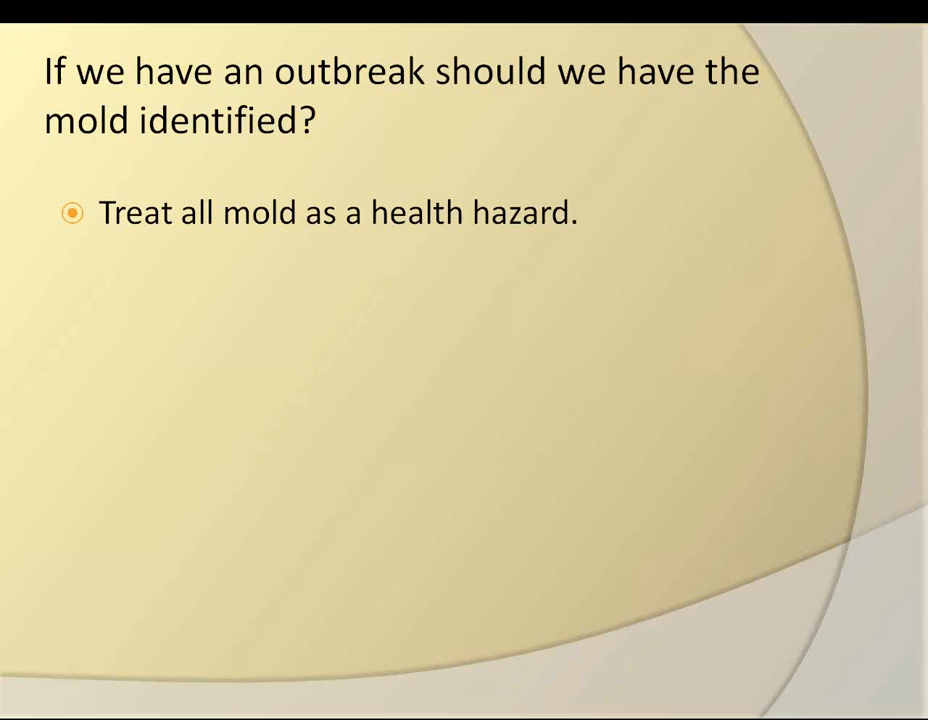 If we have an outbreak should we have the
mold identified?
Treat all mold as a health hazard.